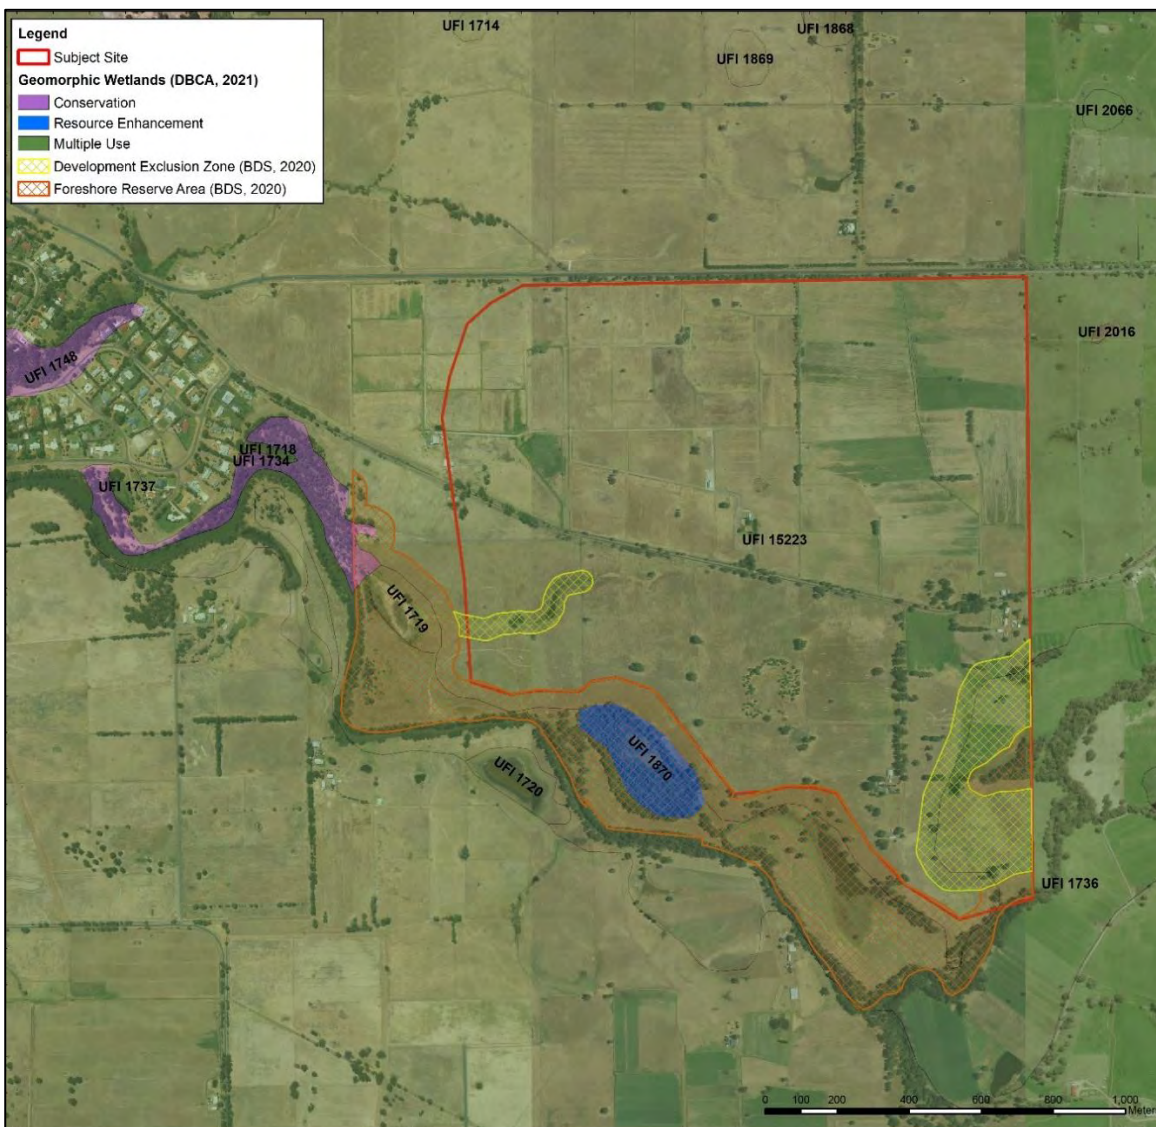 Legend
Subject Site
Geomorphic Wetlands (DBCA, 2021)
Conservation
Resource Enhancement
Multiple Use
Development Exclusion Zone (BDS, 2020)
Foreshore Reserve Area (BDS, 2020)
UFI 1714
UFI 1868
UFI 1869
UFI 2066
UFI 2016
UFI 1748
UFI 1718
UFI 1734
UFI 1737
UFI 15223
UFI 1719
UFI 1870
UFI 1720
UFI 1736
0 100 200 400 600 800 1,000
Meters